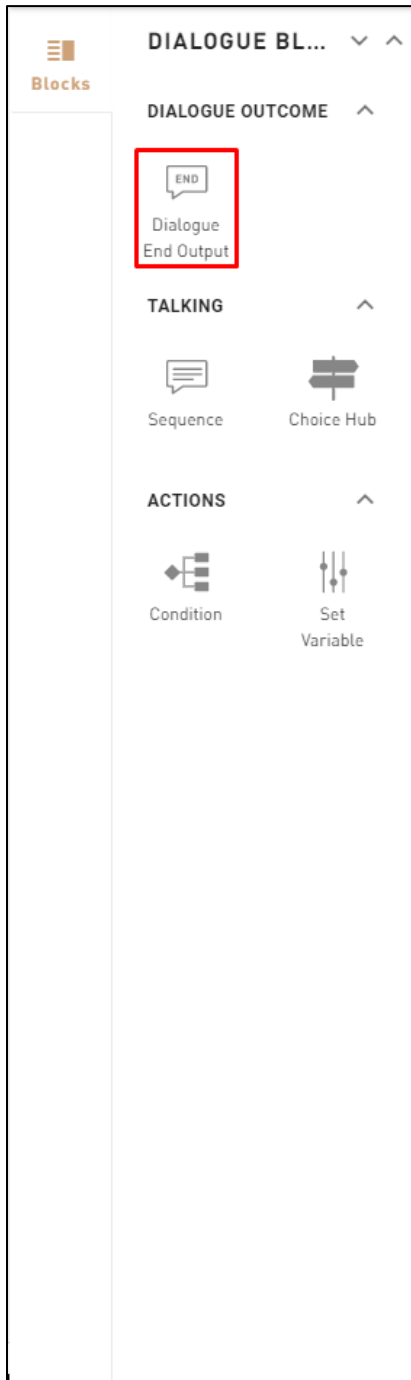 Blocks
DIALOGUE BL...
DIALOGUE OUTCOME
END
Dialogue
End Output
TALKING
Sequence
Choice Hub
ACTIONS
Condition
Set
Variable